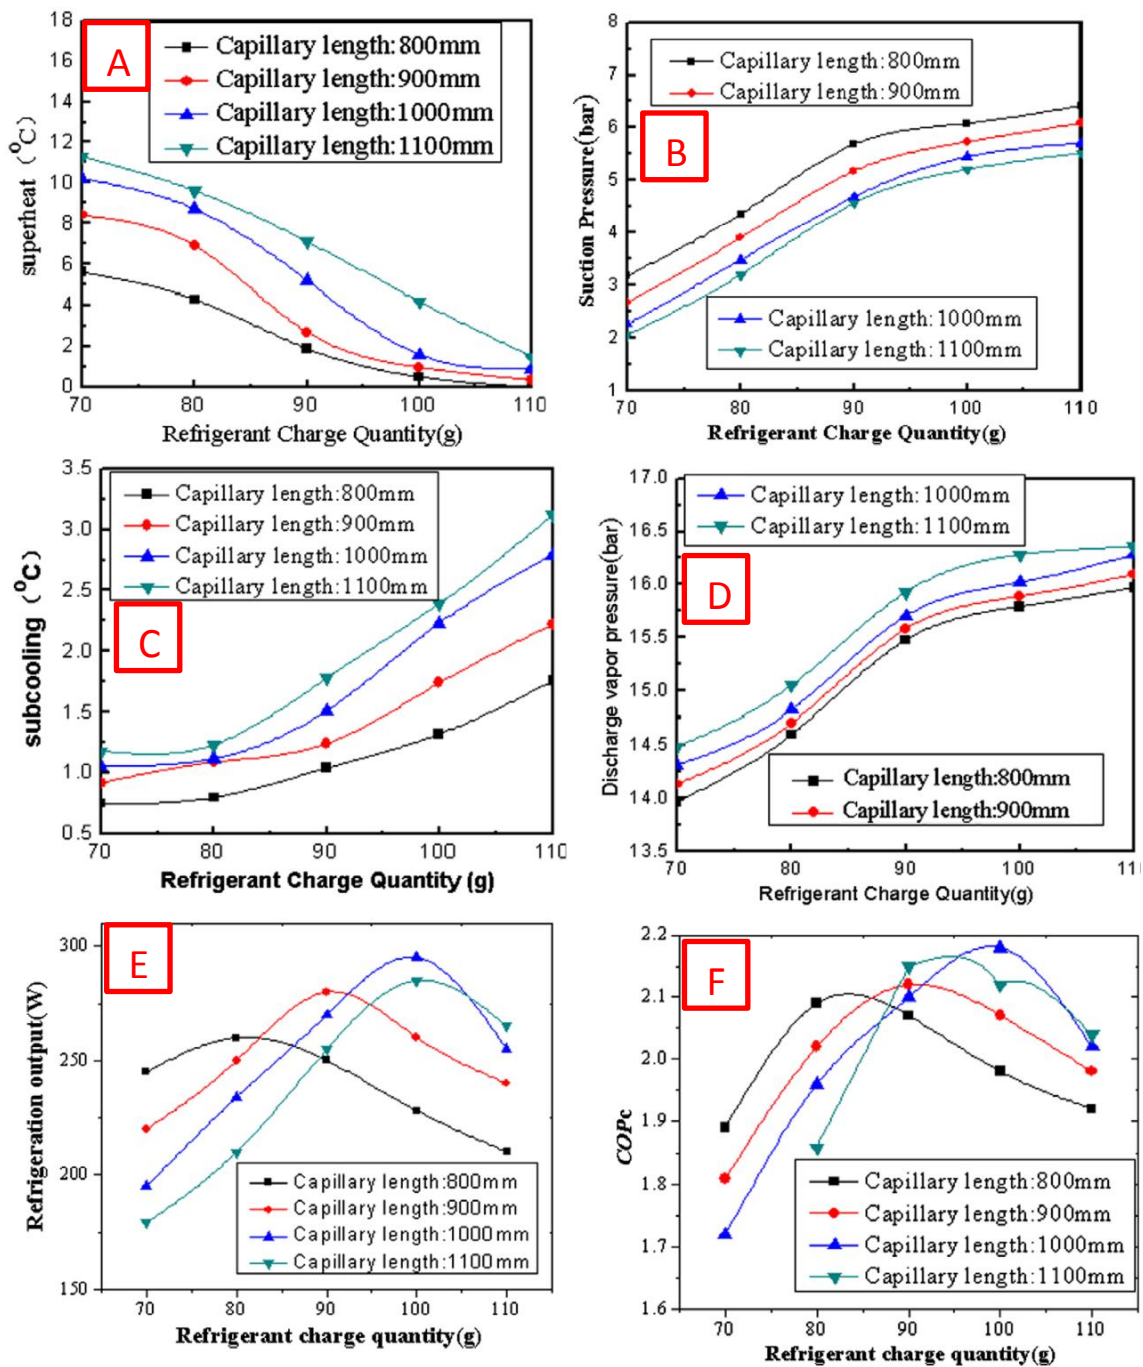 A
18
16
14
12
10
8
6
4
2
0
superheat (°C)
Capillary length:800mm
Capillary length:900mm
Capillary length:1000mm
Capillary length:1100mm
70 80 90 100 110
Refrigerant Charge Quantity(g)
B
8
7
6
5
4
3
2
1
Suction Pressure(bar)
Capillary length:800mm
Capillary length:900mm
Capillary length:1000mm
Capillary length:1100mm
70 80 90 100 110
Refrigerant Charge Quantity(g)
C
3.5
3.0
2.5
2.0
1.5
1.0
0.5
subcooling (°C)
Capillary length:800mm
Capillary length:900mm
Capillary length:1000mm
Capillary length:1100mm
70 80 90 100 110
Refrigerant Charge Quantity (g)
D
17.0
16.5
16.0
15.5
15.0
14.5
14.0
13.5
Discharge vapor pressure(bar)
Capillary length:1000mm
Capillary length:1100mm
Capillary length:800mm
Capillary length:900mm
70 80 90 100 110
Refrigerant Charge Quantity(g)
E
300
250
200
150
Refrigeration output(W)
Capillary length:800mm
Capillary length:900mm
Capillary length:1000mm
Capillary length:1100mm
70 80 90 100 110
Refrigerant charge quantity(g)
F
2.2
2.1
2.0
1.9
1.8
1.7
1.6
COPc
Capillary length:800mm
Capillary length:900mm
Capillary length:1000mm
Capillary length:1100mm
70 80 90 100 110
Refrigerant charge quantity(g)